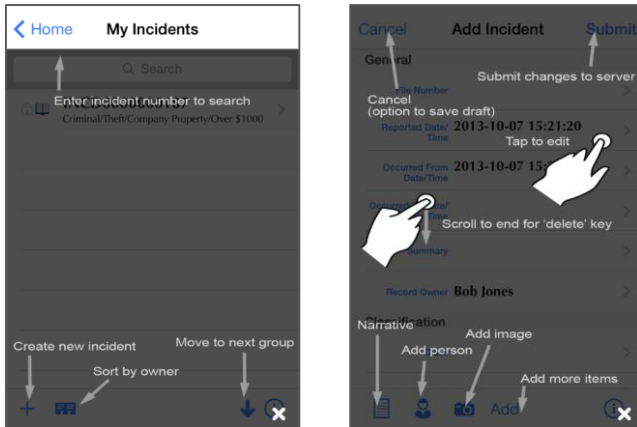 Home
My Incidents
Search
Enter incident number to search
Criminal/Theft/Company Property/Over $1000
Create new incident
Move to next group
Sort by owner
Cancel
Add Incident
Submit
General
Submit changes to server
File Number
Cancel
(option to save draft)
Reported Date/
Time
2013-10-07 15:21:20
Tap to edit
Occurred From
Date/Time
2013-10-07 15:
Time
Scroll to end for 'delete' key
Summary
Record Owner
Bob Jones
Classification
Narrative
Add image
Add person
Add more items
Add